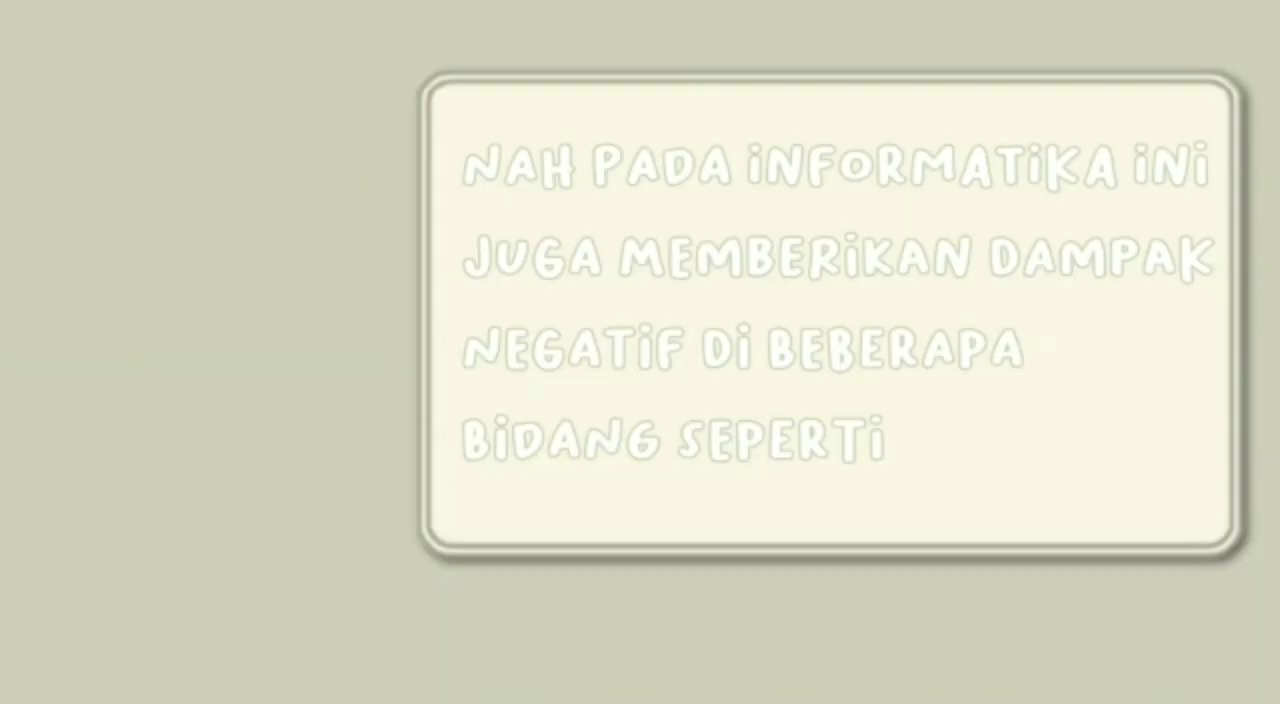 NAH PADA iNFORMATiKA iNi
JUGA MEMBERiKAN DAMPAK
NEGATiF Di BEBERAPA
BiDANG SEPERTi